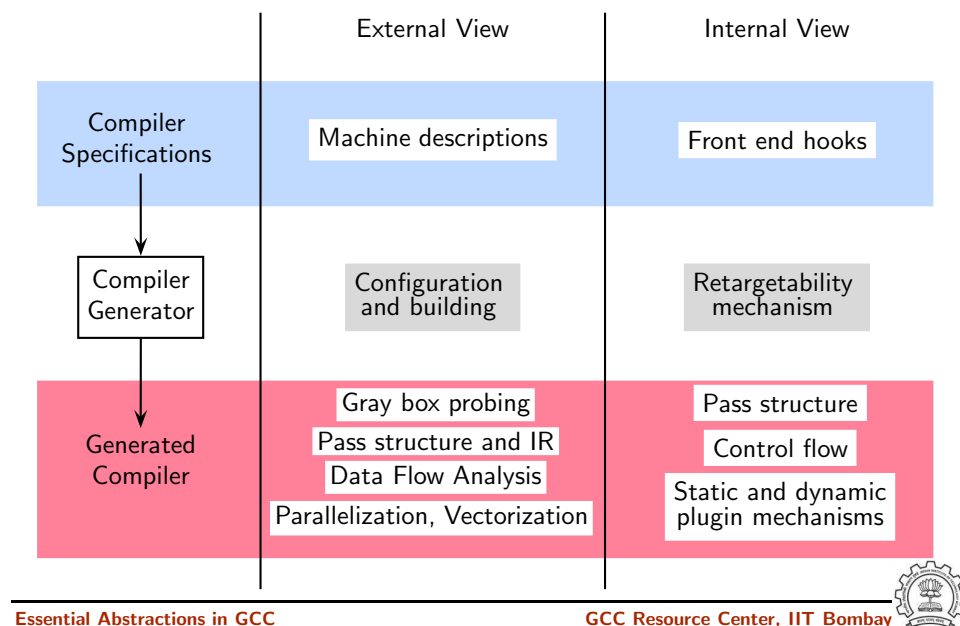 External View
Internal View
Compiler
Specifications
Machine descriptions
Front end hooks
Compiler
Generator
Configuration
and building
Retargetability
mechanism
Generated
Compiler
Gray box probing
Pass structure and IR
Data Flow Analysis
Parallelization, Vectorization
Pass structure
Control flow
Static and dynamic
plugin mechanisms
Essential Abstractions in GCC
GCC Resource Center, IIT Bombay